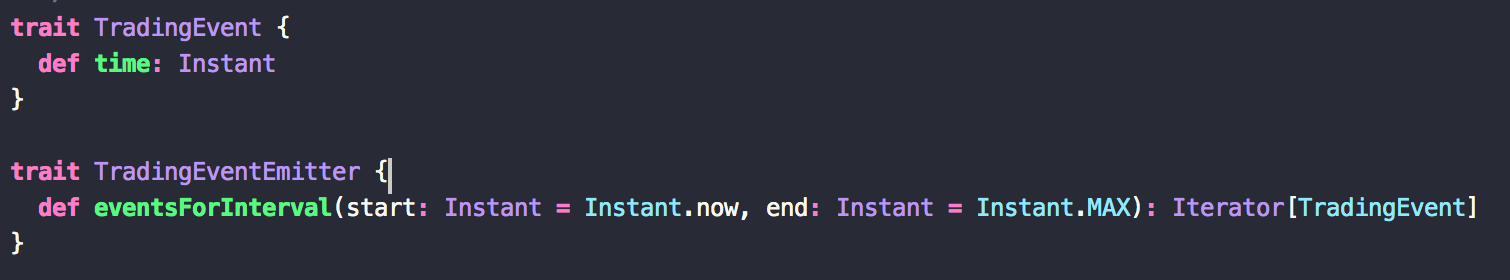 trait TradingEvent {
  def time: Instant
}

trait TradingEventEmitter {
  def eventsForInterval(start: Instant = Instant.now, end: Instant = Instant.MAX): Iterator[TradingEvent]
}